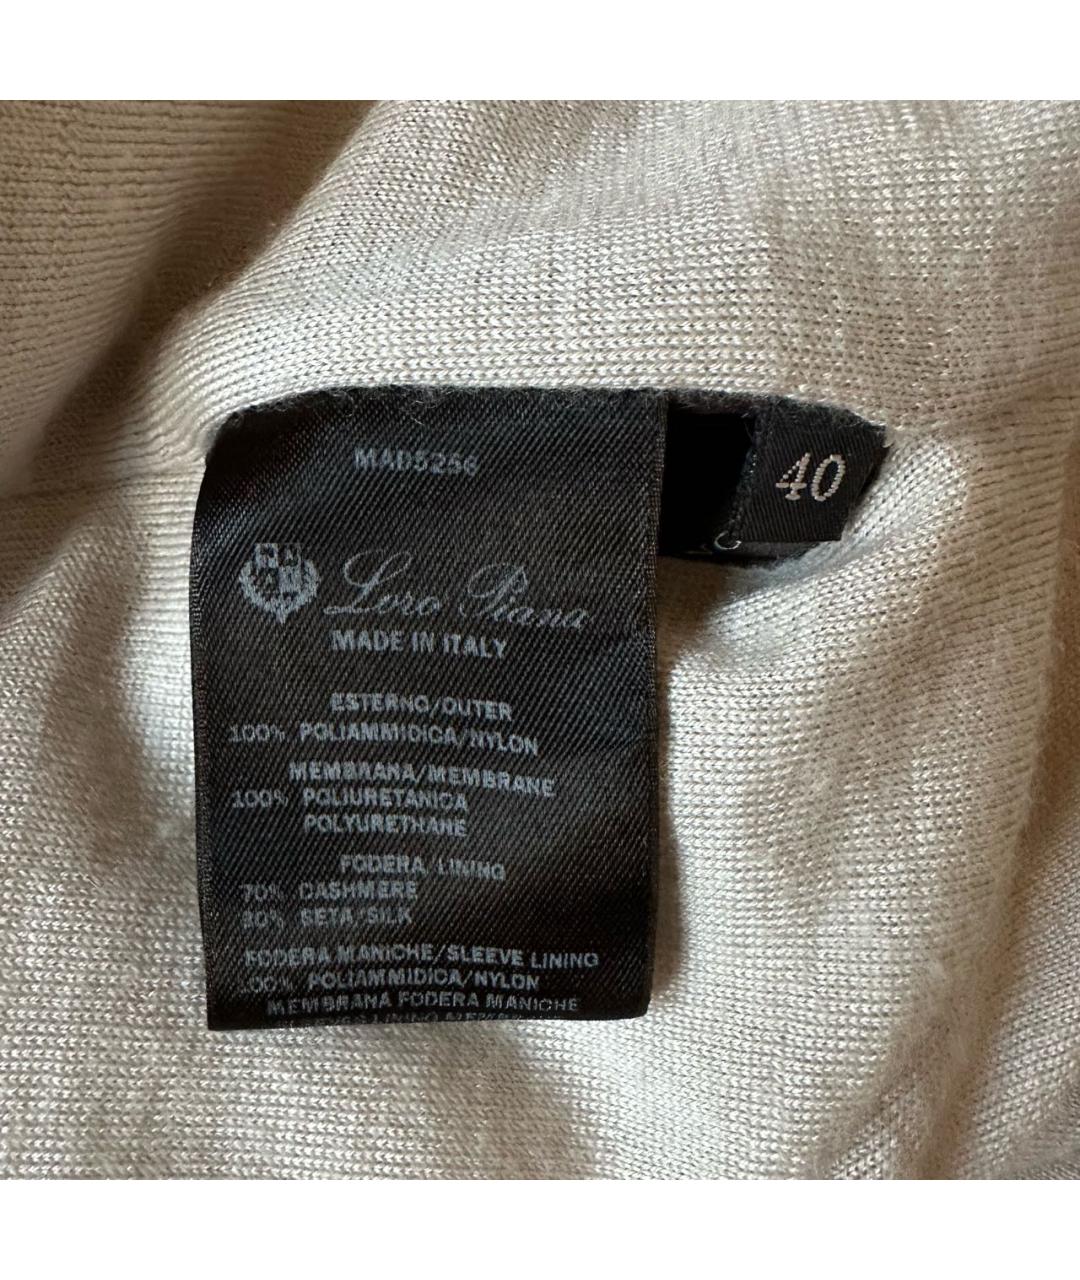 MAD5256
40
Loro Piana
MADE IN ITALY
ESTERNO/OUTER
100% POLIAMMIDICA/NYLON
MEMBRANA/MEMBRANE
100% POLIURETANICA
POLYURETHANE
FODERA/LINING
70% CASHMERE
30% SETA/SILK
FODERA MANICHE/SLEEVE LINING
100% POLIAMMIDICA/NYLON
MEMBRANA FODERA MANICHE